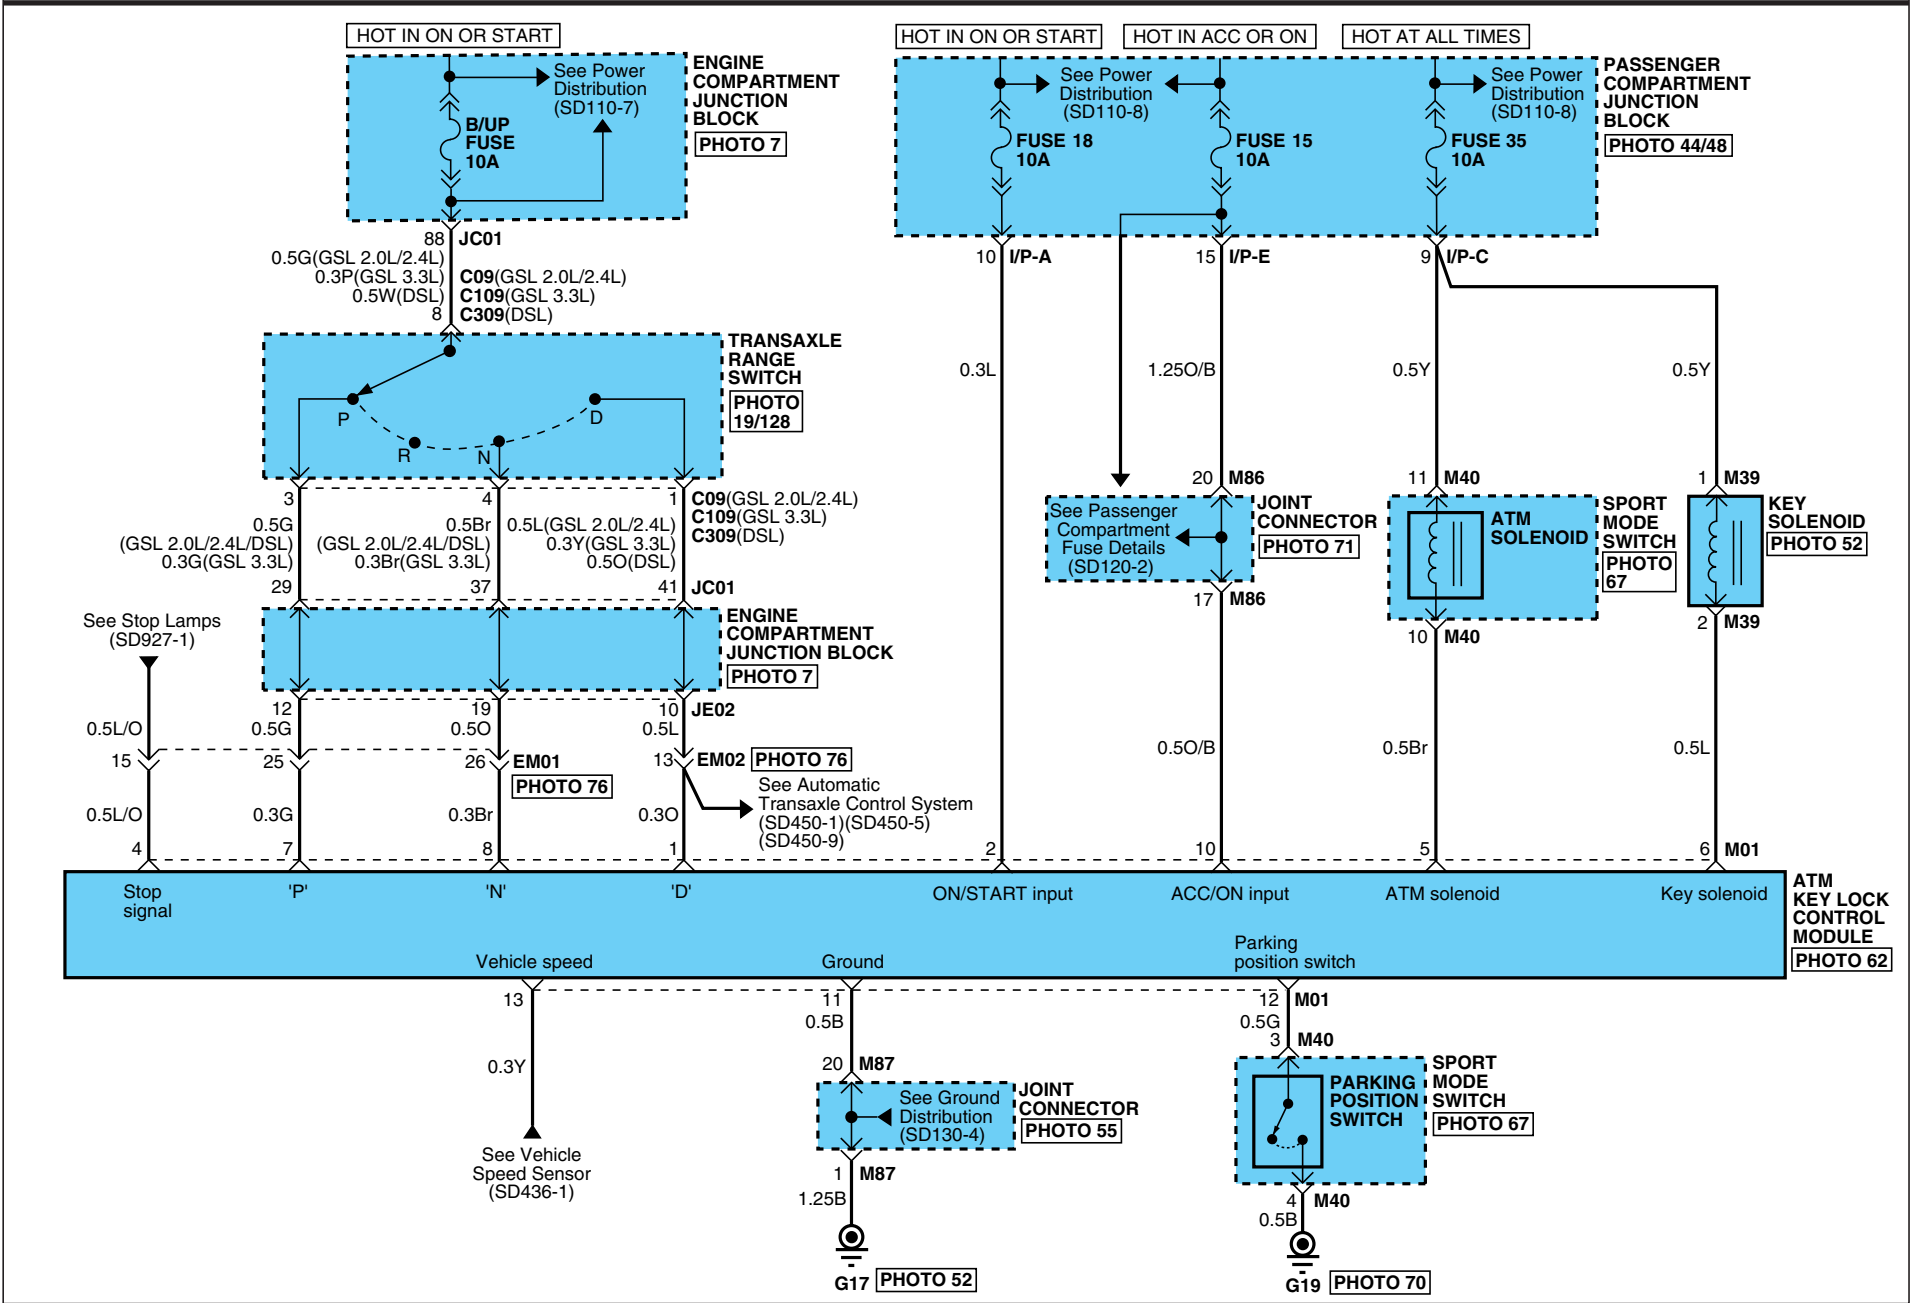 HOT IN ON OR START
HOT IN ON OR START
HOT IN ACC OR ON
HOT AT ALL TIMES
See Power
Distribution
(SD110-7)
B/UP
FUSE
10A
ENGINE
COMPARTMENT
JUNCTION
BLOCK
PHOTO 7
See Power
Distribution
(SD110-8)
See Power
Distribution
(SD110-8)
FUSE 18
10A
FUSE 15
10A
FUSE 35
10A
PASSENGER
COMPARTMENT
JUNCTION
BLOCK
PHOTO 44/48
88 JC01
0.5G(GSL 2.0L/2.4L)
0.3P(GSL 3.3L)
0.5W(DSL)
8
C09(GSL 2.0L/2.4L)
C109(GSL 3.3L)
C309(DSL)
10 I/P-A
15 I/P-E
9 I/P-C
TRANSAXLE
RANGE
SWITCH
PHOTO
19/128
P
R
N
D
0.3L
1.25O/B
0.5Y
0.5Y
3
4
1
C09(GSL 2.0L/2.4L)
C109(GSL 3.3L)
C309(DSL)
0.5G
(GSL 2.0L/2.4L/DSL)
0.3G(GSL 3.3L)
0.5Br
(GSL 2.0L/2.4L/DSL)
0.3Br(GSL 3.3L)
0.5L(GSL 2.0L/2.4L)
0.3Y(GSL 3.3L)
0.5O(DSL)
29
37
41 JC01
20 M86
11 M40
1 M39
See Passenger
Compartment
Fuse Details
(SD120-2)
JOINT
CONNECTOR
PHOTO 71
ATM
SOLENOID
SPORT
MODE
SWITCH
PHOTO
67
KEY
SOLENOID
PHOTO 52
17 M86
10 M40
2 M39
See Stop Lamps
(SD927-1)
ENGINE
COMPARTMENT
JUNCTION BLOCK
PHOTO 7
12
19
10 JE02
0.5L/O
0.5G
0.5O
0.5L
0.5O/B
0.5Br
0.5L
15
25
26 EM01
PHOTO 76
13 EM02
PHOTO 76
See Automatic
Transaxle Control System
(SD450-1)(SD450-5)
(SD450-9)
0.5L/O
0.3G
0.3Br
0.3O
4
7
8
1
2
10
5
6 M01
Stop
signal
'P'
'N'
'D'
ON/START input
ACC/ON input
ATM solenoid
Key solenoid
ATM
KEY LOCK
CONTROL
MODULE
PHOTO 62
Vehicle speed
Ground
Parking
position switch
13
11
12 M01
0.5B
0.5G
3 M40
0.3Y
20 M87
See Ground
Distribution
(SD130-4)
JOINT
CONNECTOR
PHOTO 55
PARKING
POSITION
SWITCH
SPORT
MODE
SWITCH
PHOTO 67
See Vehicle
Speed Sensor
(SD436-1)
1 M87
1.25B
4 M40
0.5B
G17 PHOTO 52
G19 PHOTO 70